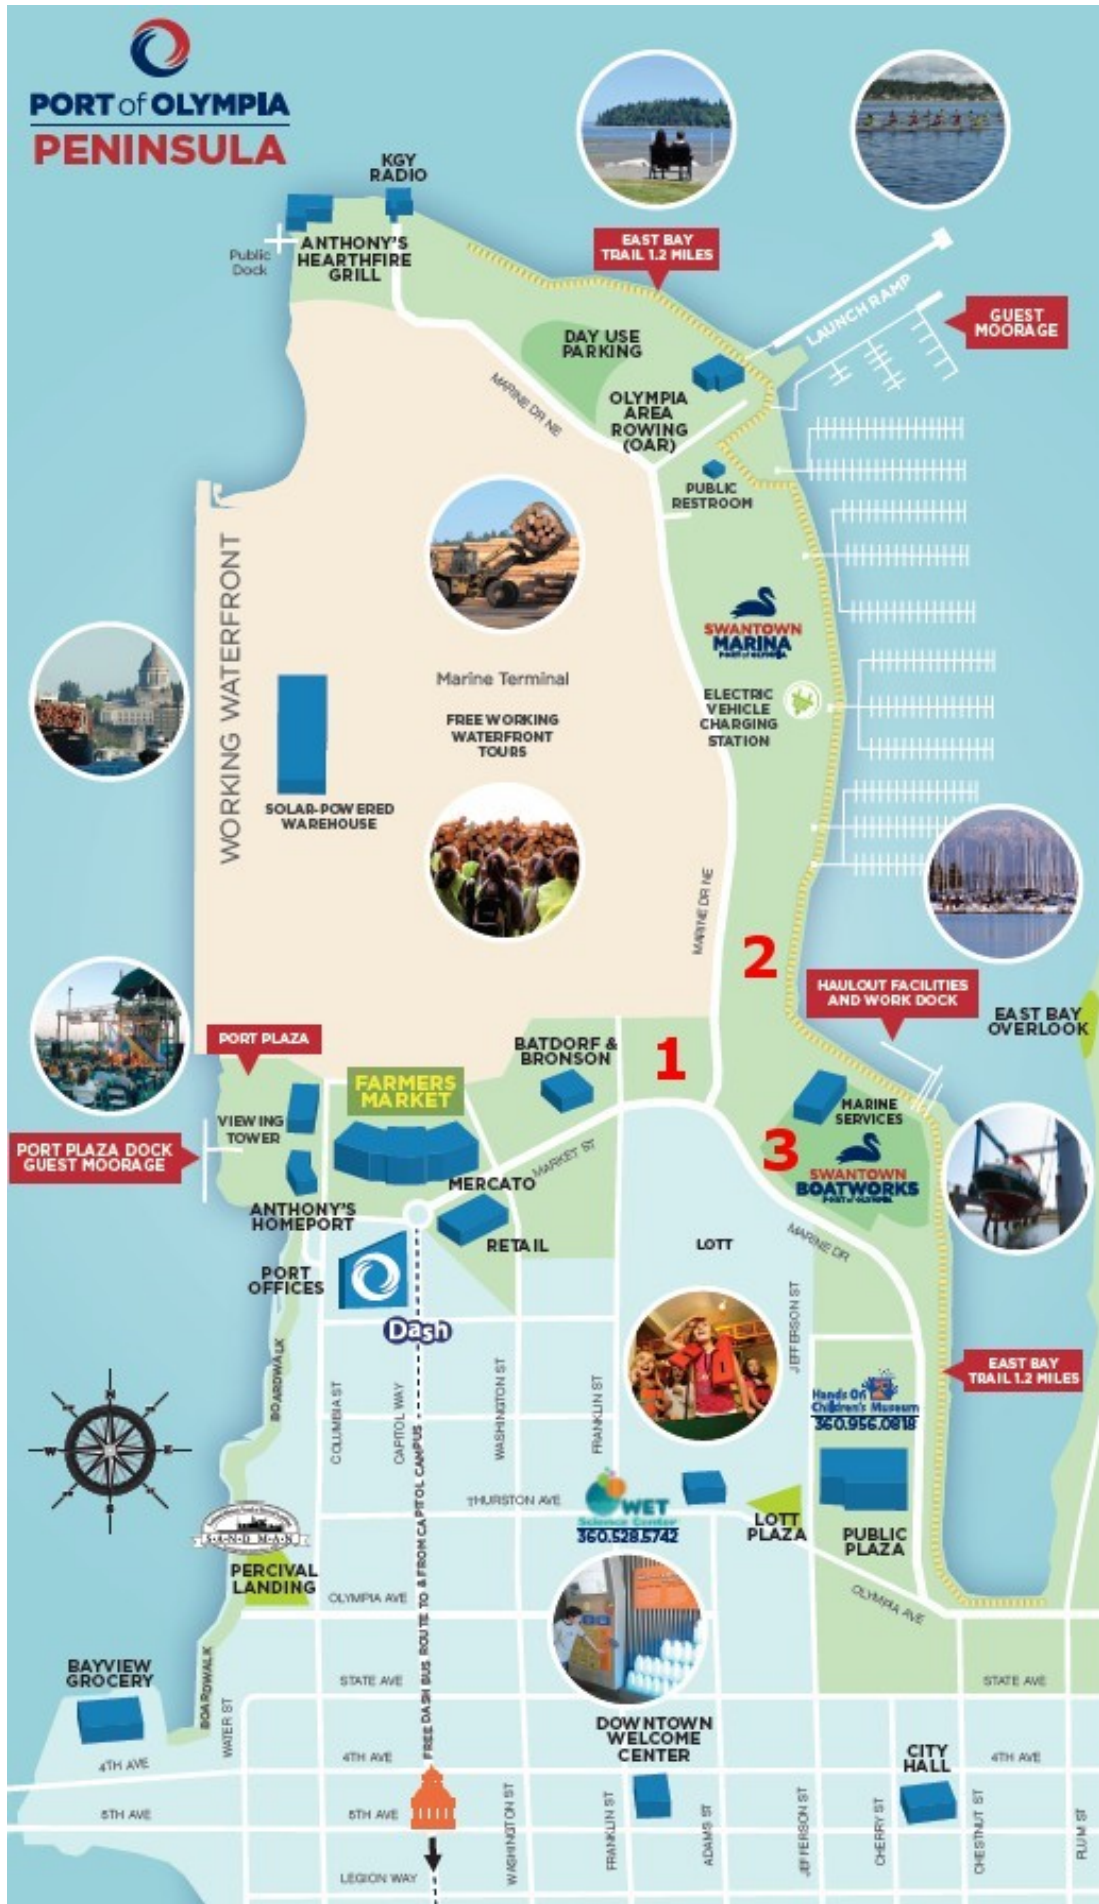 PORT of OLYMPIA
PENINSULA
KGY
RADIO
Public
Dock
ANTHONY'S
HEARTHFIRE
GRILL
EAST BAY
TRAIL 1.2 MILES
LAUNCH RAMP
GUEST
MOORAGE
DAY USE
PARKING
MARINE DR NE
OLYMPIA
AREA
ROWING
(OAR)
PUBLIC
RESTROOM
WORKING WATERFRONT
SWANTOWN
MARINA
PORT of OLYMPIA
Marine Terminal
FREE WORKING
WATERFRONT
TOURS
ELECTRIC
VEHICLE
CHARGING
STATION
SOLAR-POWERED
WAREHOUSE
MARINE DR NE
2
HAULOUT FACILITIES
AND WORK DOCK
EAST BAY
OVERLOOK
PORT PLAZA
BATDORF &
BRONSON
1
FARMERS
MARKET
VIEWING
TOWER
MARINE
SERVICES
PORT PLAZA DOCK
GUEST MOORAGE
3
SWANTOWN
BOATWORKS
PORT of OLYMPIA
MARKET ST
MERCATO
ANTHONY'S
HOMEPORT
RETAIL
LOTT
MARINE DR
PORT
OFFICES
Dash
JEFFERSON ST
BOARDWALK
COLUMBIA ST
CAPITOL WAY
WASHINGTON ST
FRANKLIN ST
EAST BAY
TRAIL 1.2 MILES
Hands On
Children's Museum
360.956.0818
N
W
E
S
FREE DASH BUS ROUTE TO & FROM CAPITOL CAMPUS
THURSTON AVE
WET
Science Center
360.528.5742
LOTT
PLAZA
PUBLIC
PLAZA
S·A·N·D M·A·N
PERCIVAL
LANDING
OLYMPIA AVE
OLYMPIA AVE
BAYVIEW
GROCERY
BOARDWALK
WATER ST
STATE AVE
STATE AVE
DOWNTOWN
WELCOME
CENTER
CITY
HALL
4TH AVE
4TH AVE
4TH AVE
5TH AVE
5TH AVE
WASHINGTON ST
FRANKLIN ST
ADAMS ST
JEFFERSON ST
CHERRY ST
CHESTNUT ST
PLUM ST
LEGION WAY